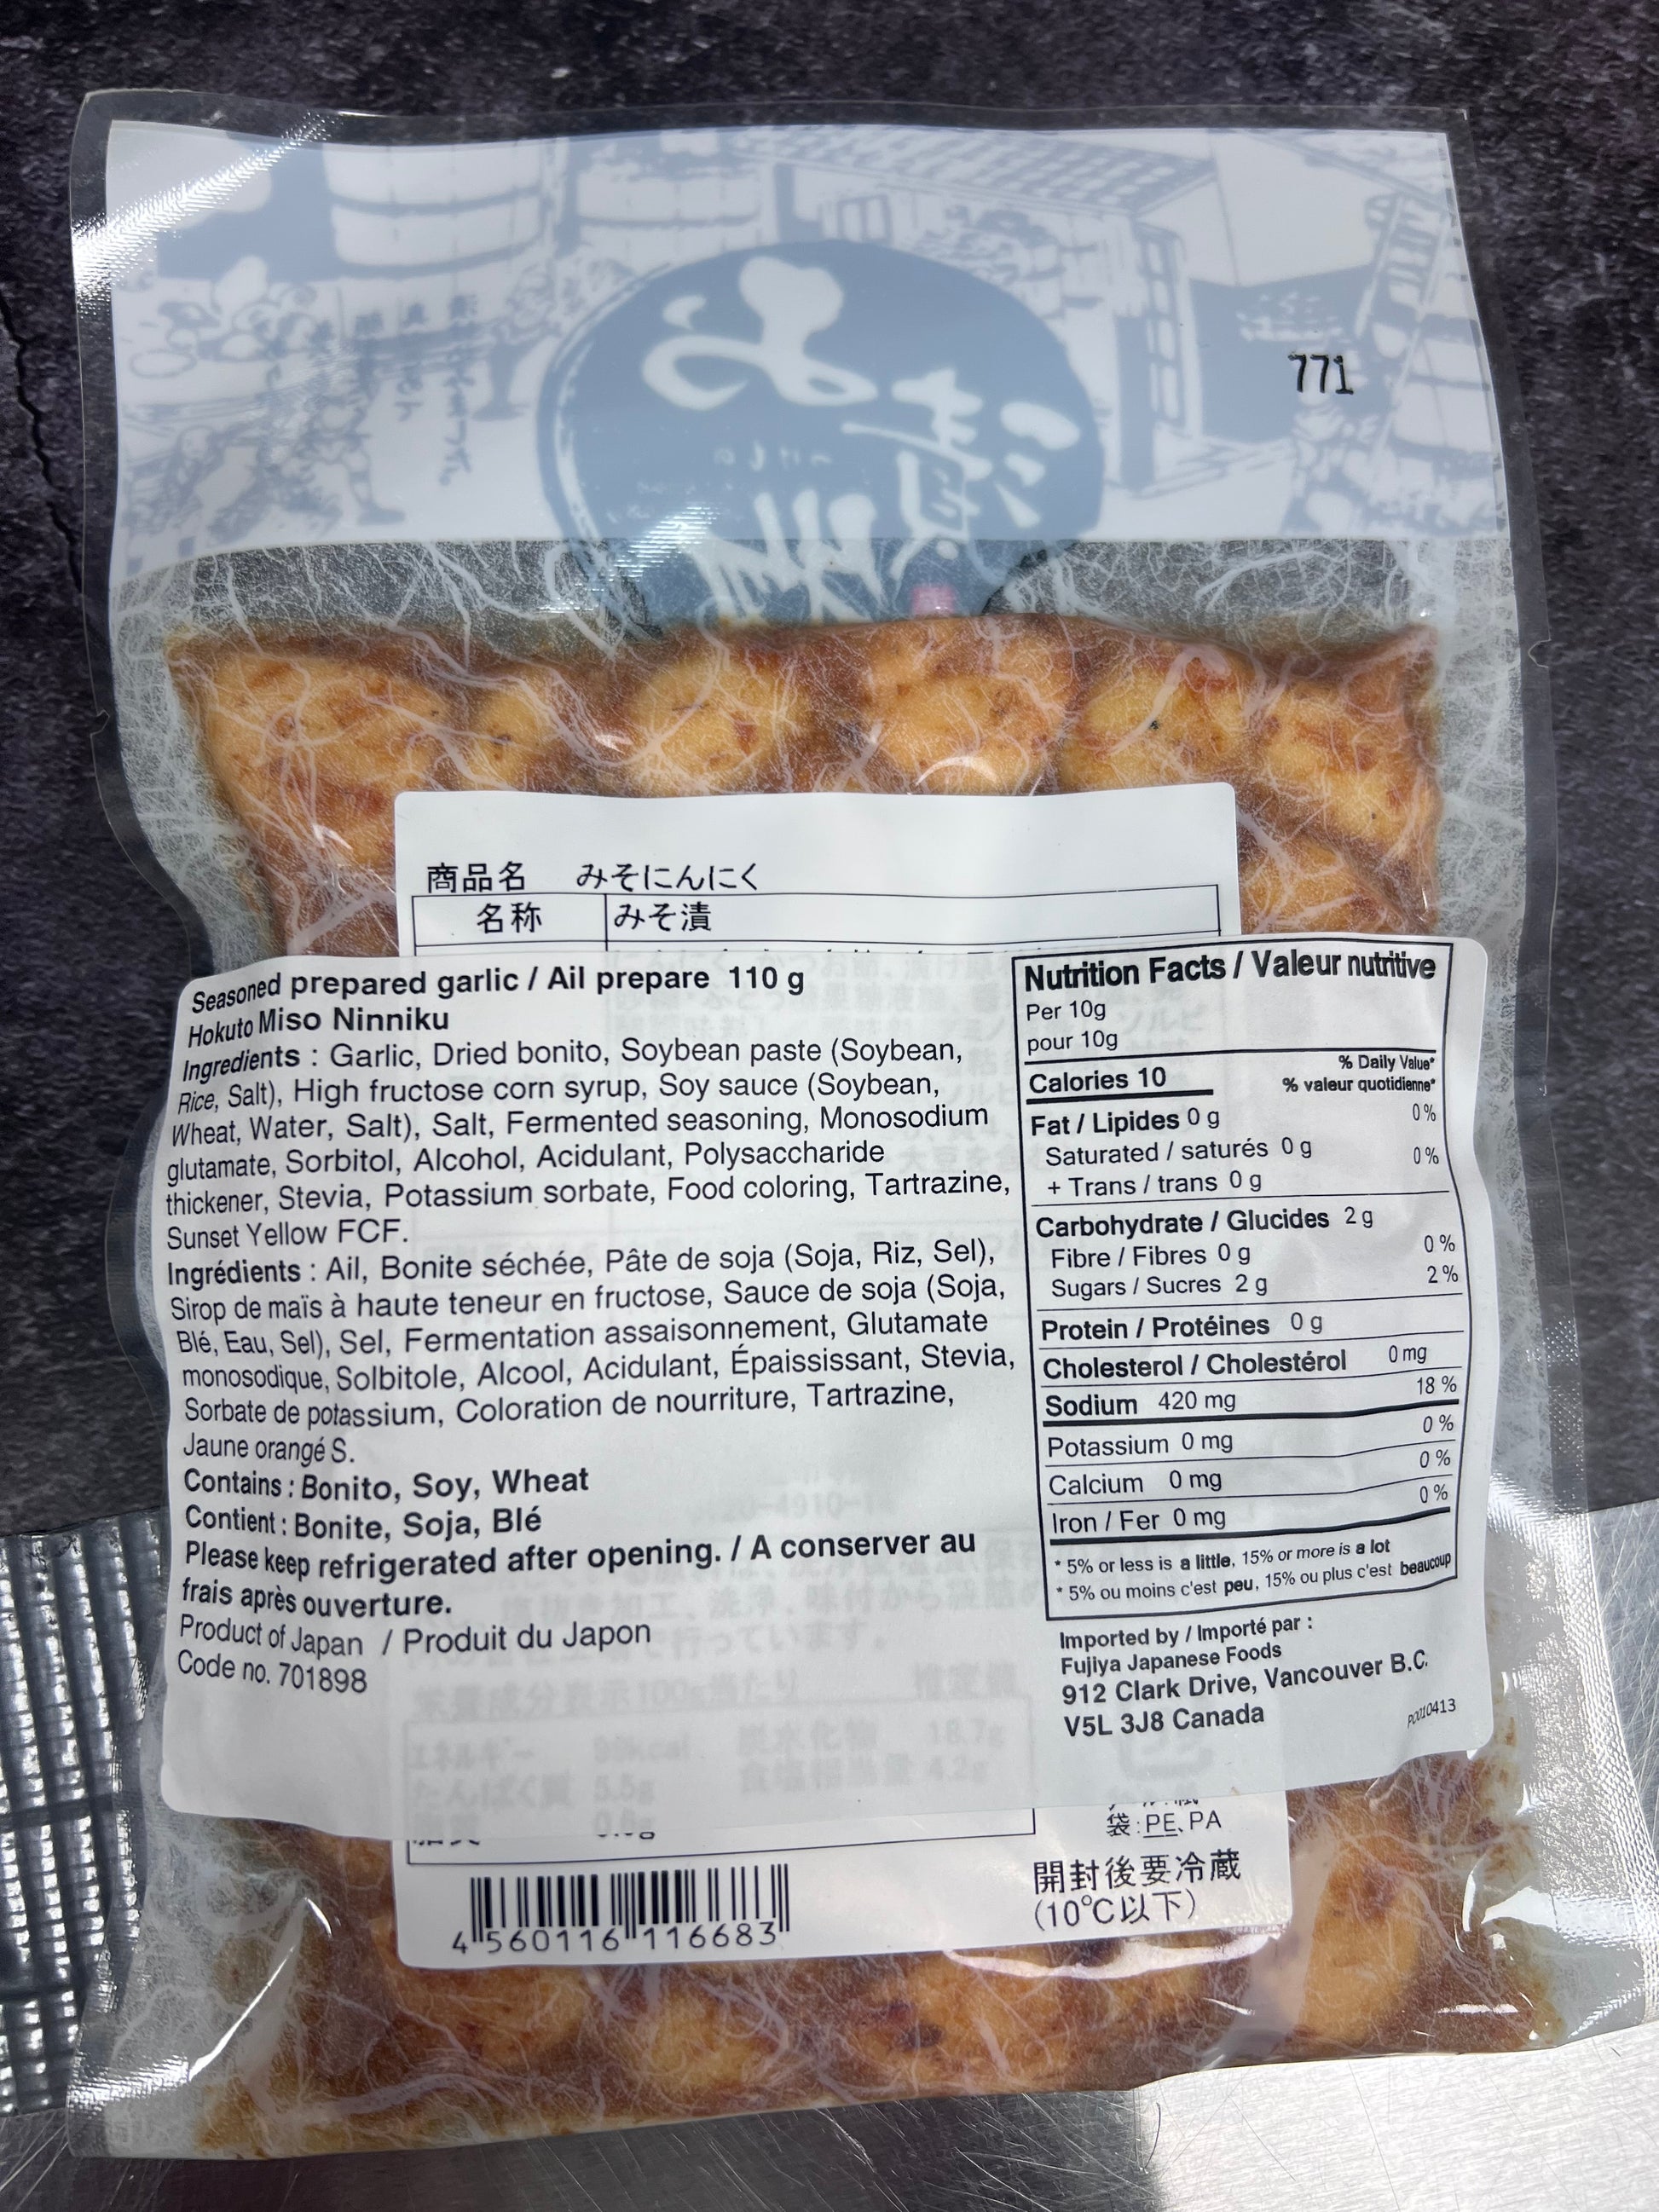 771
商品名 みそにんにく
名称 みそ漬
Seasoned prepared garlic / Ail prepare 110 g
Hokuto Miso Ninniku
Ingredients : Garlic, Dried bonito, Soybean paste (Soybean,
Rice, Salt), High fructose corn syrup, Soy sauce (Soybean,
Wheat, Water, Salt), Salt, Fermented seasoning, Monosodium
glutamate, Sorbitol, Alcohol, Acidulant, Polysaccharide
thickener, Stevia, Potassium sorbate, Food coloring, Tartrazine,
Sunset Yellow FCF.
Ingrédients : Ail, Bonite séchée, Pâte de soja (Soja, Riz, Sel),
Sirop de maïs à haute teneur en fructose, Sauce de soja (Soja,
Blé, Eau, Sel), Sel, Fermentation assaisonnement, Glutamate
monosodique, Solbitole, Alcool, Acidulant, Épaississant, Stevia,
Sorbate de potassium, Coloration de nourriture, Tartrazine,
Jaune orangé S.
Contains : Bonito, Soy, Wheat
Contient : Bonite, Soja, Blé
Please keep refrigerated after opening. / A conserver au
frais après ouverture.
Product of Japan / Produit du Japon
Code no. 701898
Nutrition Facts / Valeur nutritive
Per 10g
pour 10g
% Daily Value*
Calories 10 % valeur quotidienne*
Fat / Lipides 0 g 0 %
Saturated / saturés 0 g 0 %
+ Trans / trans 0 g
Carbohydrate / Glucides 2 g
Fibre / Fibres 0 g 0 %
Sugars / Sucres 2 g 2 %
Protein / Protéines 0 g
Cholesterol / Cholestérol 0 mg
Sodium 420 mg 18 %
Potassium 0 mg 0 %
Calcium 0 mg 0 %
Iron / Fer 0 mg 0 %
* 5% or less is a little, 15% or more is a lot
* 5% ou moins c'est peu, 15% ou plus c'est beaucoup
Imported by / Importé par :
Fujiya Japanese Foods
912 Clark Drive, Vancouver B.C.
V5L 3J8 Canada
PO010413
袋:PE、PA
開封後要冷蔵
(10℃以下)
4 560116 116683